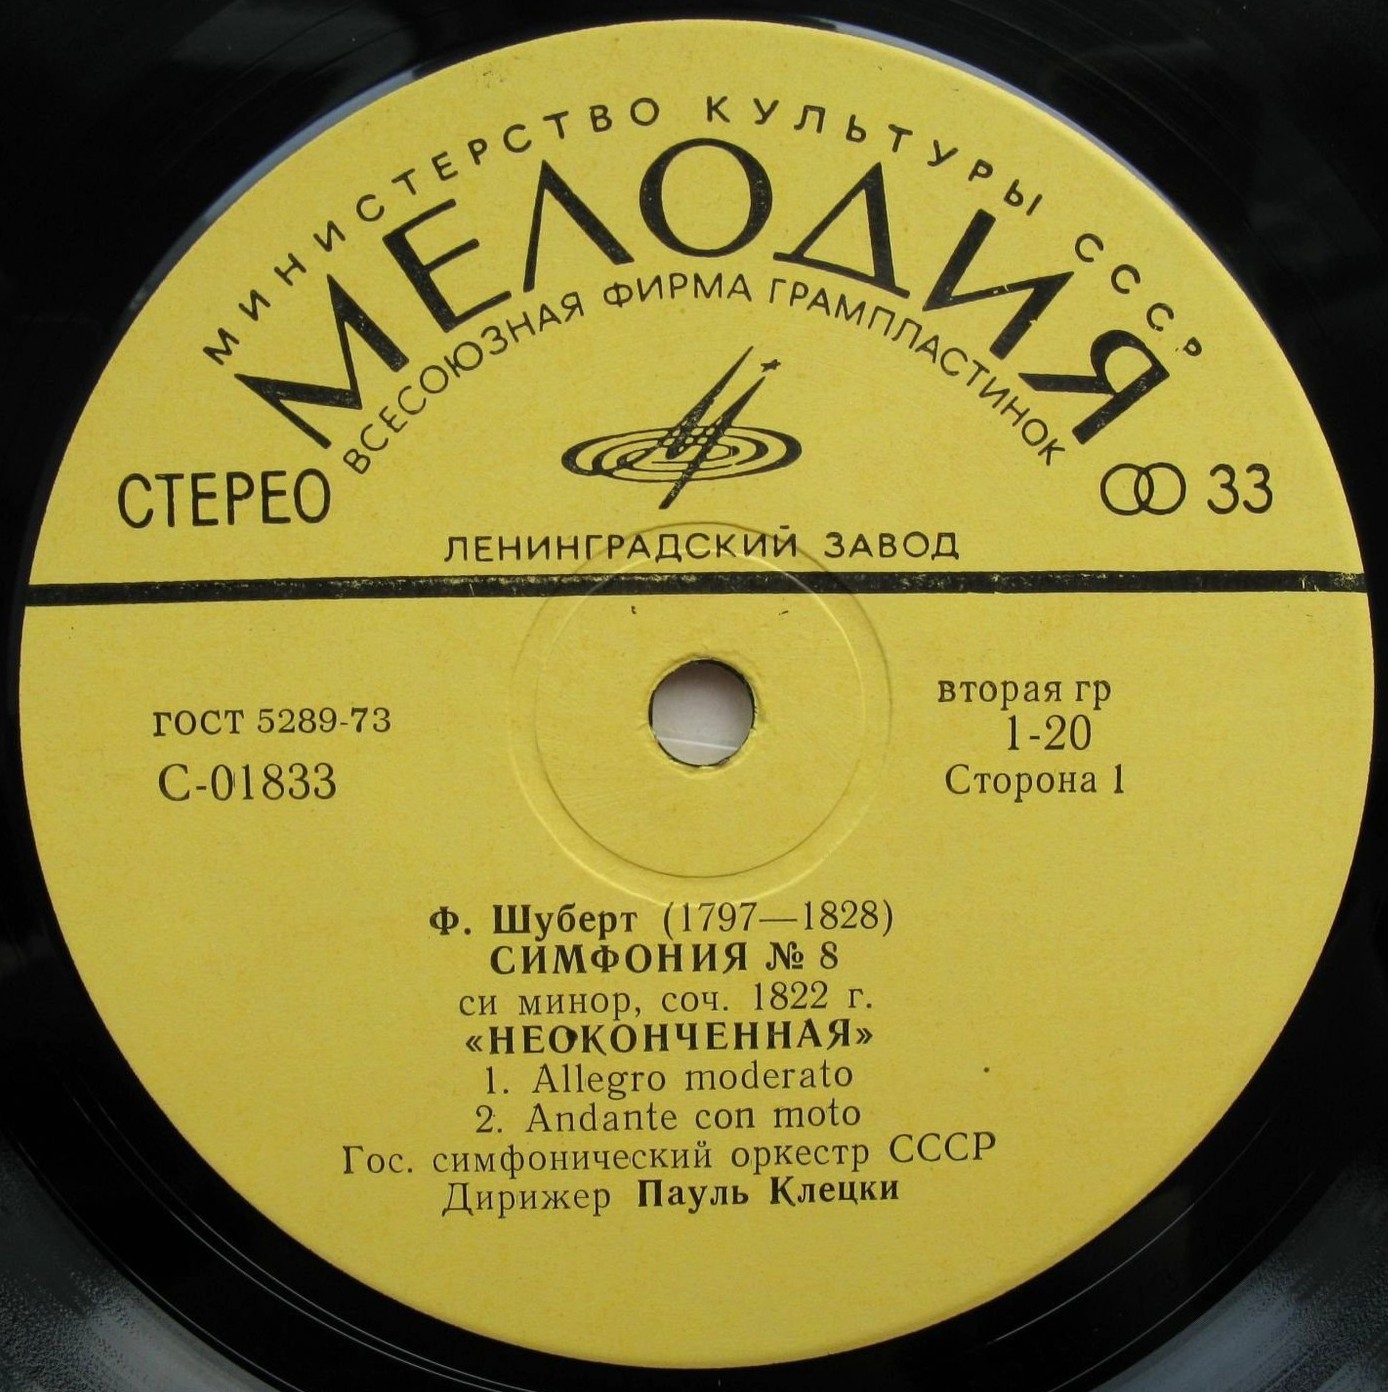 МИНИСТЕРСТВО КУЛЬТУРЫ СССР
МЕЛОДИЯ
ВСЕСОЮЗНАЯ ФИРМА ГРАМПЛАСТИНОК
СТЕРЕО
33
ЛЕНИНГРАДСКИЙ ЗАВОД
ГОСТ 5289-73
С-01833
вторая гр
1-20
Сторона 1
Ф. Шуберт (1797—1828)
СИМФОНИЯ № 8
си минор, соч. 1822 г.
«НЕОКОНЧЕННАЯ»
1. Allegro moderato
2. Andante con moto
Гос. симфонический оркестр СССР
Дирижер Пауль Клецки